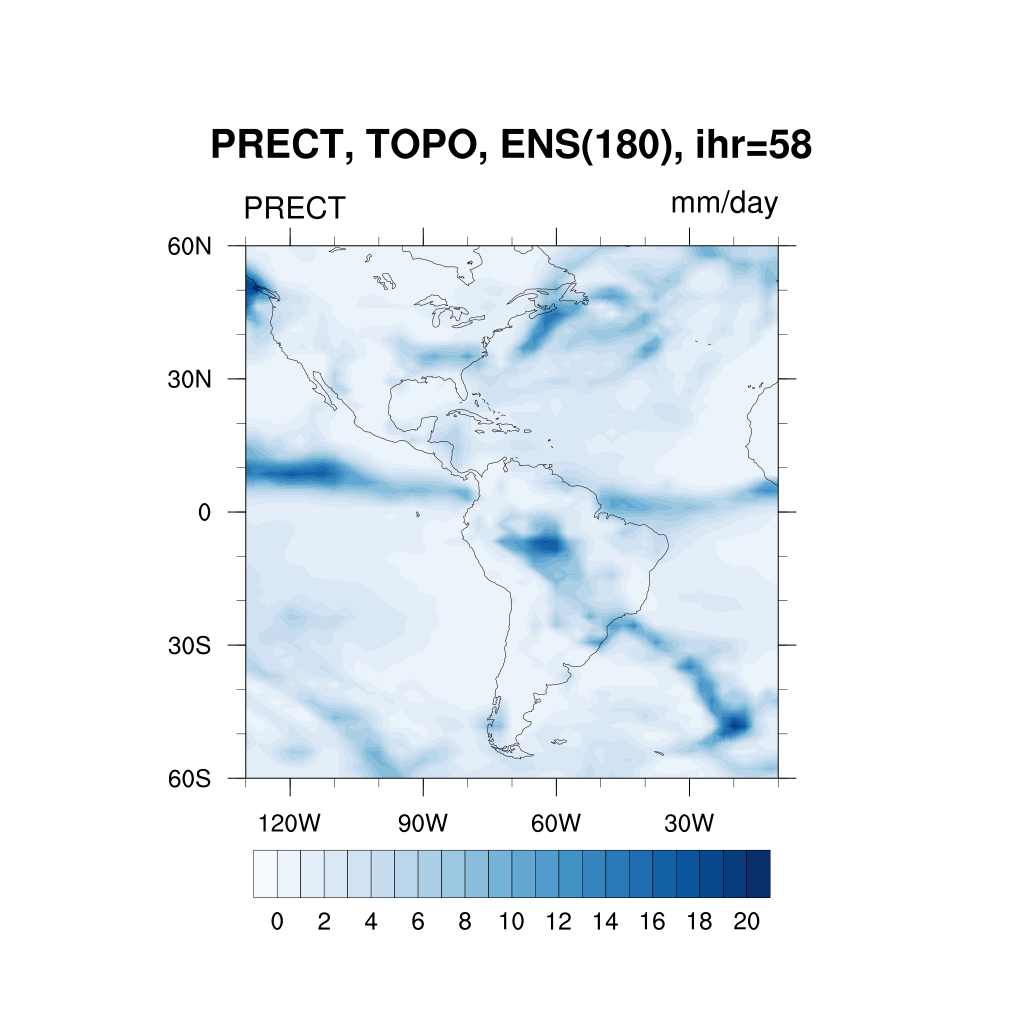 PRECT, TOPO, ENS(180), ihr=58
PRECT mm/day
60N
30N
0
30S
60S
120W 90W 60W 30W
0 2 4 6 8 10 12 14 16 18 20